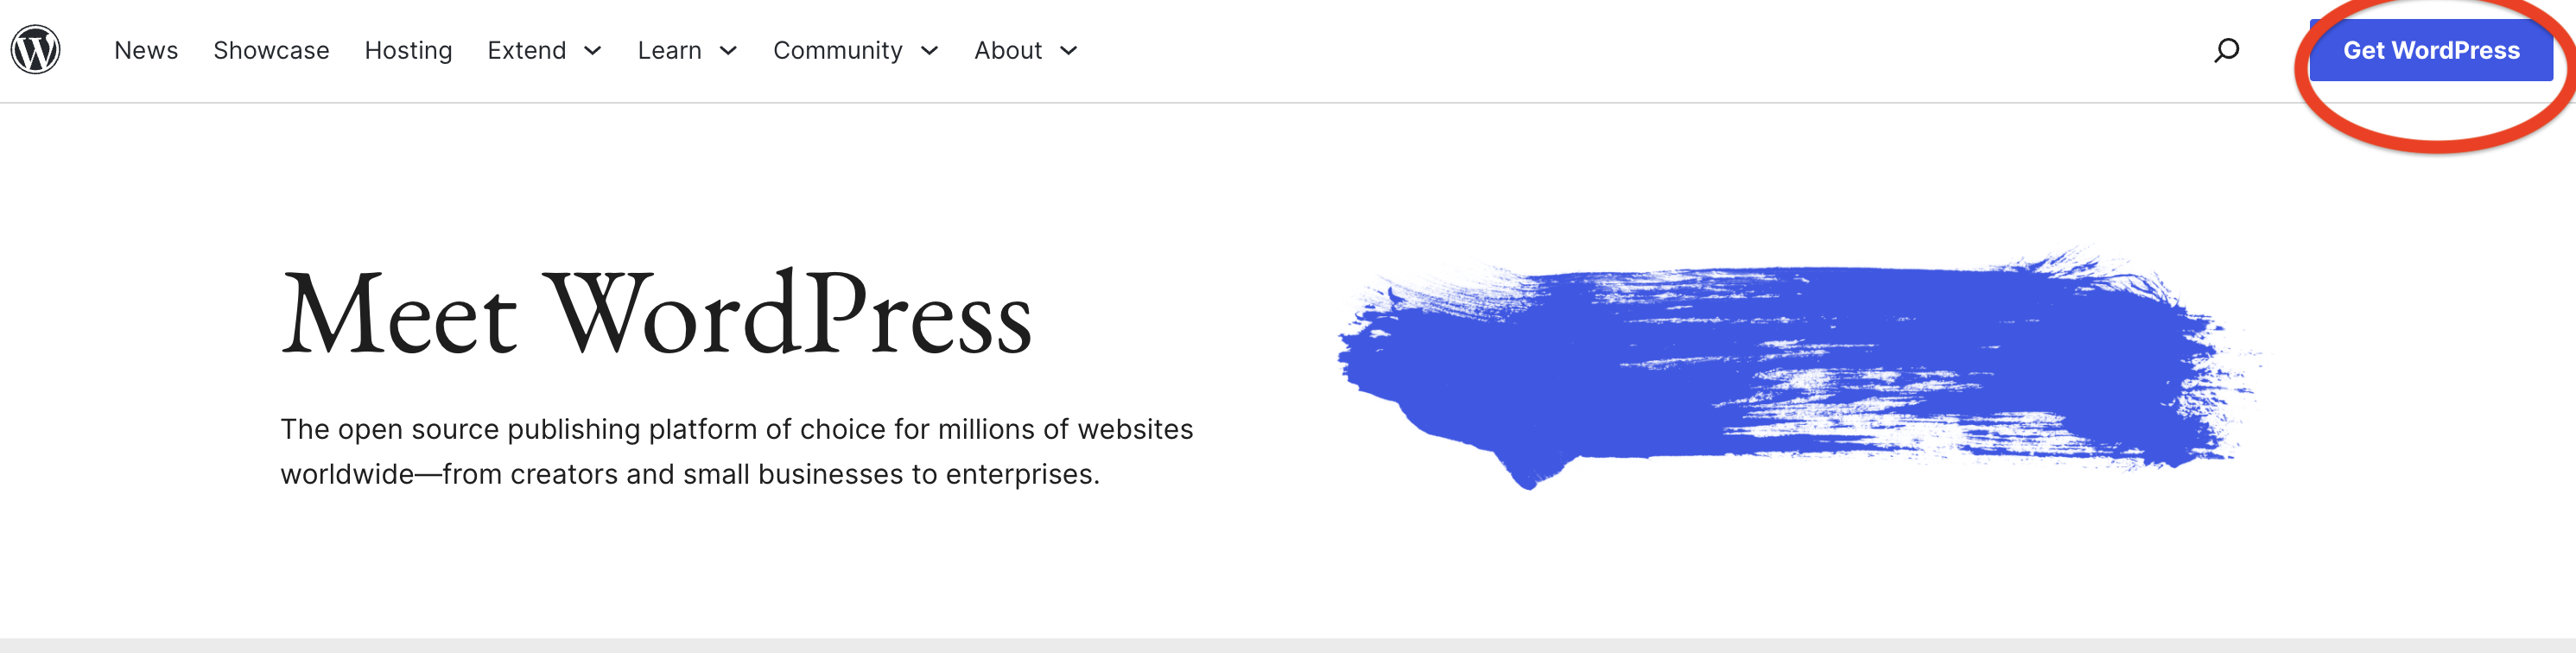 News Showcase Hosting Extend Learn Community About Get WordPress
Meet WordPress
The open source publishing platform of choice for millions of websites
worldwide—from creators and small businesses to enterprises.